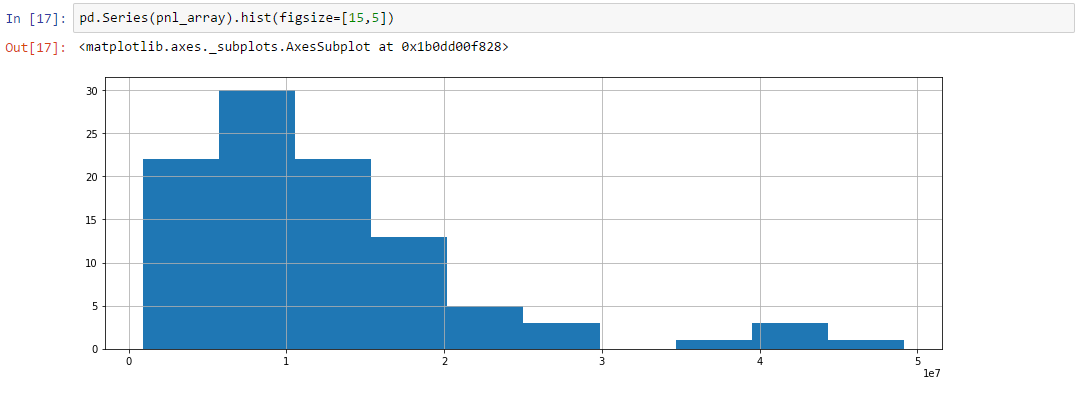 In [17]: pd.Series(pnl_array).hist(figsize=[15,5])
Out[17]: <matplotlib.axes._subplots.AxesSubplot at 0x1b0dd00f828>
30
25
20
15
10
5
0
0 1 2 3 4 5
1e7